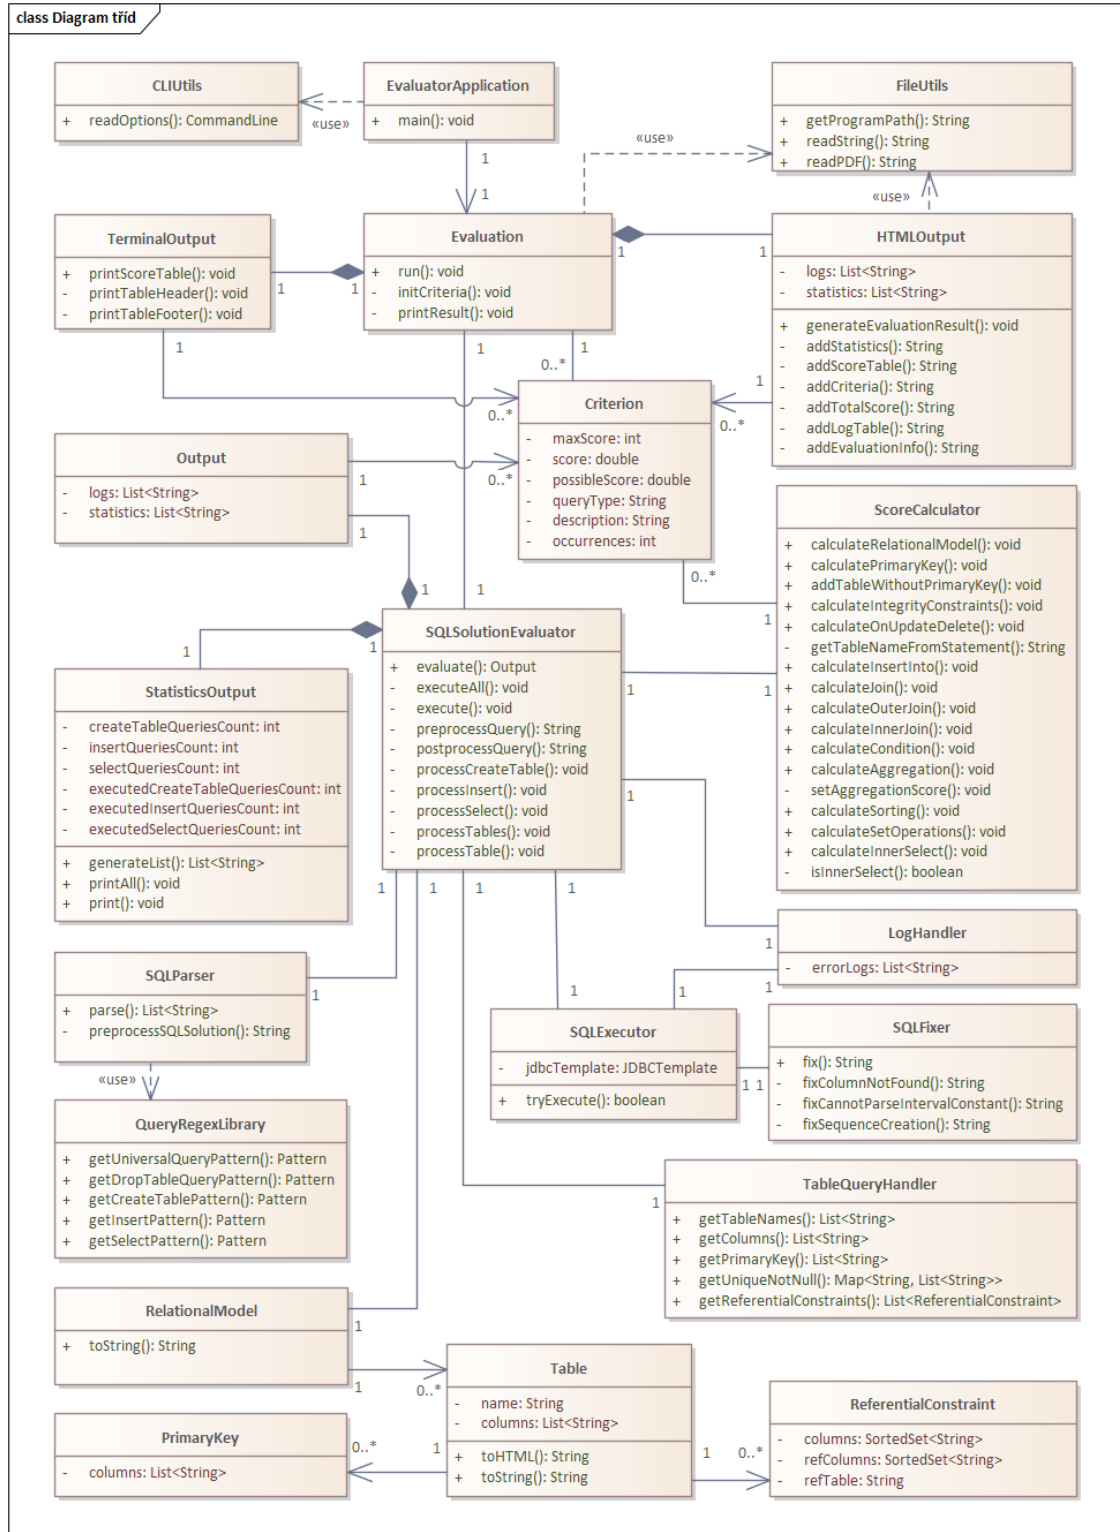 class Diagram tříd
CLIUtils
+ readOptions(): CommandLine
EvaluatorApplication
+ main(): void
FileUtils
+ getProgramPath(): String
+ readString(): String
+ readPDF(): String
«use»
«use»
«use»
1
1
TerminalOutput
+ printScoreTable(): void
- printTableHeader(): void
- printTableFooter(): void
1
1
Evaluation
+ run(): void
- initCriteria(): void
- printResult(): void
1
1
HTMLOutput
- logs: List<String>
- statistics: List<String>
+ generateEvaluationResult(): void
- addStatistics(): String
- addScoreTable(): String
- addCriteria(): String
- addTotalScore(): String
- addLogTable(): String
- addEvaluationInfo(): String
1
1
1
0..*
0..*
1
0..*
Criterion
- maxScore: int
- score: double
- possibleScore: double
- queryType: String
- description: String
- occurrences: int
Output
- logs: List<String>
- statistics: List<String>
1
0..*
1
1
1
0..*
1
ScoreCalculator
+ calculateRelationalModel(): void
+ calculatePrimaryKey(): void
+ addTableWithoutPrimaryKey(): void
+ calculateIntegrityConstraints(): void
+ calculateOnUpdateDelete(): void
- getTableNameFromStatement(): String
+ calculateInsertInto(): void
+ calculateJoin(): void
+ calculateOuterJoin(): void
+ calculateInnerJoin(): void
+ calculateCondition(): void
+ calculateAggregation(): void
- setAggregationScore(): void
+ calculateSorting(): void
+ calculateSetOperations(): void
+ calculateInnerSelect(): void
- isInnerSelect(): boolean
SQLSolutionEvaluator
+ evaluate(): Output
- executeAll(): void
- execute(): void
- preprocessQuery(): String
- postprocessQuery(): String
- processCreateTable(): void
- processInsert(): void
- processSelect(): void
- processTables(): void
- processTable(): void
1
1
1
1
StatisticsOutput
- createTableQueriesCount: int
- insertQueriesCount: int
- selectQueriesCount: int
- executedCreateTableQueriesCount: int
- executedInsertQueriesCount: int
- executedSelectQueriesCount: int
+ generateList(): List<String>
+ printAll(): void
+ print(): void
1
1
1
1
1
LogHandler
- errorLogs: List<String>
1
1
1
SQLParser
+ parse(): List<String>
- preprocessSQLSolution(): String
1
«use»
1
SQLExecutor
- jdbcTemplate: JDBCTemplate
+ tryExecute(): boolean
1
1
SQLFixer
+ fix(): String
- fixColumnNotFound(): String
- fixCannotParseIntervalConstant(): String
- fixSequenceCreation(): String
QueryRegexLibrary
+ getUniversalQueryPattern(): Pattern
+ getDropTableQueryPattern(): Pattern
+ getCreateTablePattern(): Pattern
+ getInsertPattern(): Pattern
+ getSelectPattern(): Pattern
1
TableQueryHandler
+ getTableNames(): List<String>
+ getColumns(): List<String>
+ getPrimaryKey(): List<String>
+ getUniqueNotNull(): Map<String, List<String>>
+ getReferentialConstraints(): List<ReferentialConstraint>
RelationalModel
+ toString(): String
1
1
0..*
Table
- name: String
- columns: List<String>
+ toHTML(): String
+ toString(): String
PrimaryKey
- columns: List<String>
0..*
1
1
0..*
ReferentialConstraint
- columns: SortedSet<String>
- refColumns: SortedSet<String>
- refTable: String